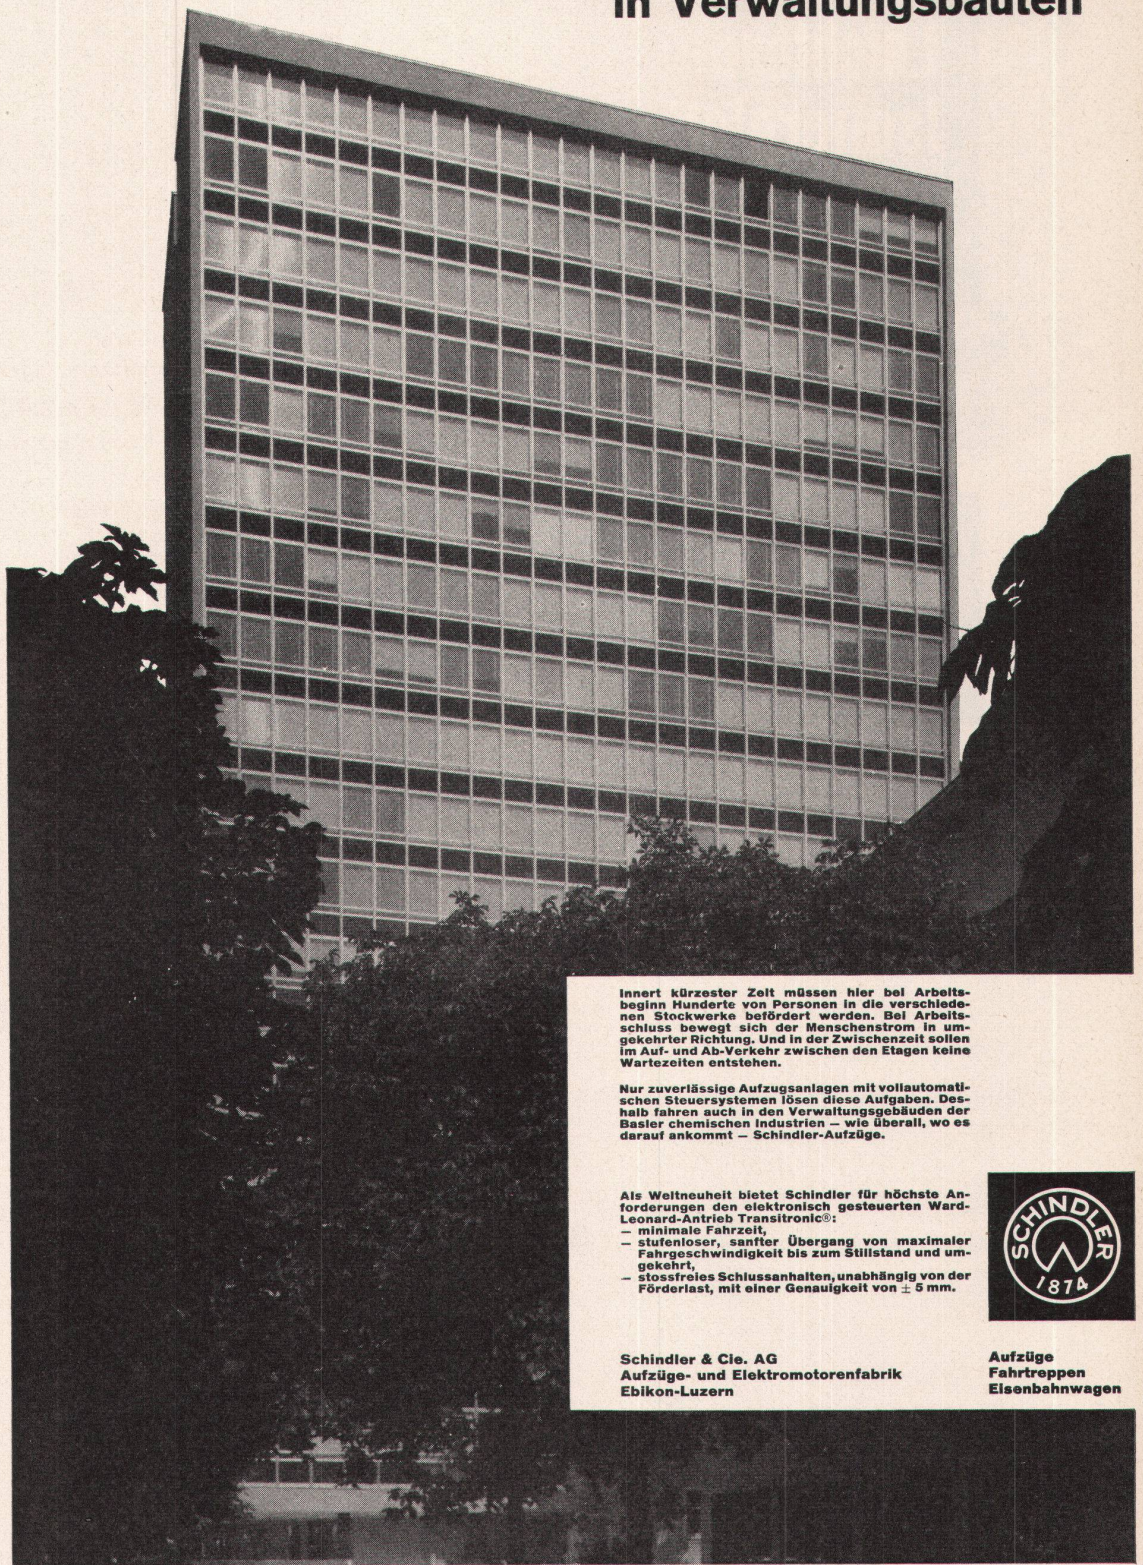 in Verwaltungsbauten
Innert kürzester Zeit müssen hier bei Arbeits-
beginn Hunderte von Personen in die verschiede-
nen Stockwerke befördert werden. Bei Arbeits-
schluss bewegt sich der Menschenstrom in um-
gekehrter Richtung. Und in der Zwischenzeit sollen
im Auf- und Ab-Verkehr zwischen den Etagen keine
Wartezeiten entstehen.
Nur zuverlässige Aufzugsanlagen mit vollautomati-
schen Steuersystemen lösen diese Aufgaben. Des-
halb fahren auch in den Verwaltungsgebäuden der
Basler chemischen Industrien – wie überall, wo es
darauf ankommt – Schindler-Aufzüge.
Als Weltneuheit bietet Schindler für höchste An-
forderungen den elektronisch gesteuerten Ward-
Leonard-Antrieb Transitronic®:
– minimale Fahrzeit,
– stufenloser, sanfter Übergang von maximaler
Fahrgeschwindigkeit bis zum Stillstand und um-
gekehrt,
– stossfreies Schlussanhalten, unabhängig von der
Förderlast, mit einer Genauigkeit von ± 5 mm.
SCHINDLER
1874
Schindler & Cie. AG
Aufzüge- und Elektromotorenfabrik
Ebikon-Luzern
Aufzüge
Fahrtreppen
Eisenbahnwagen